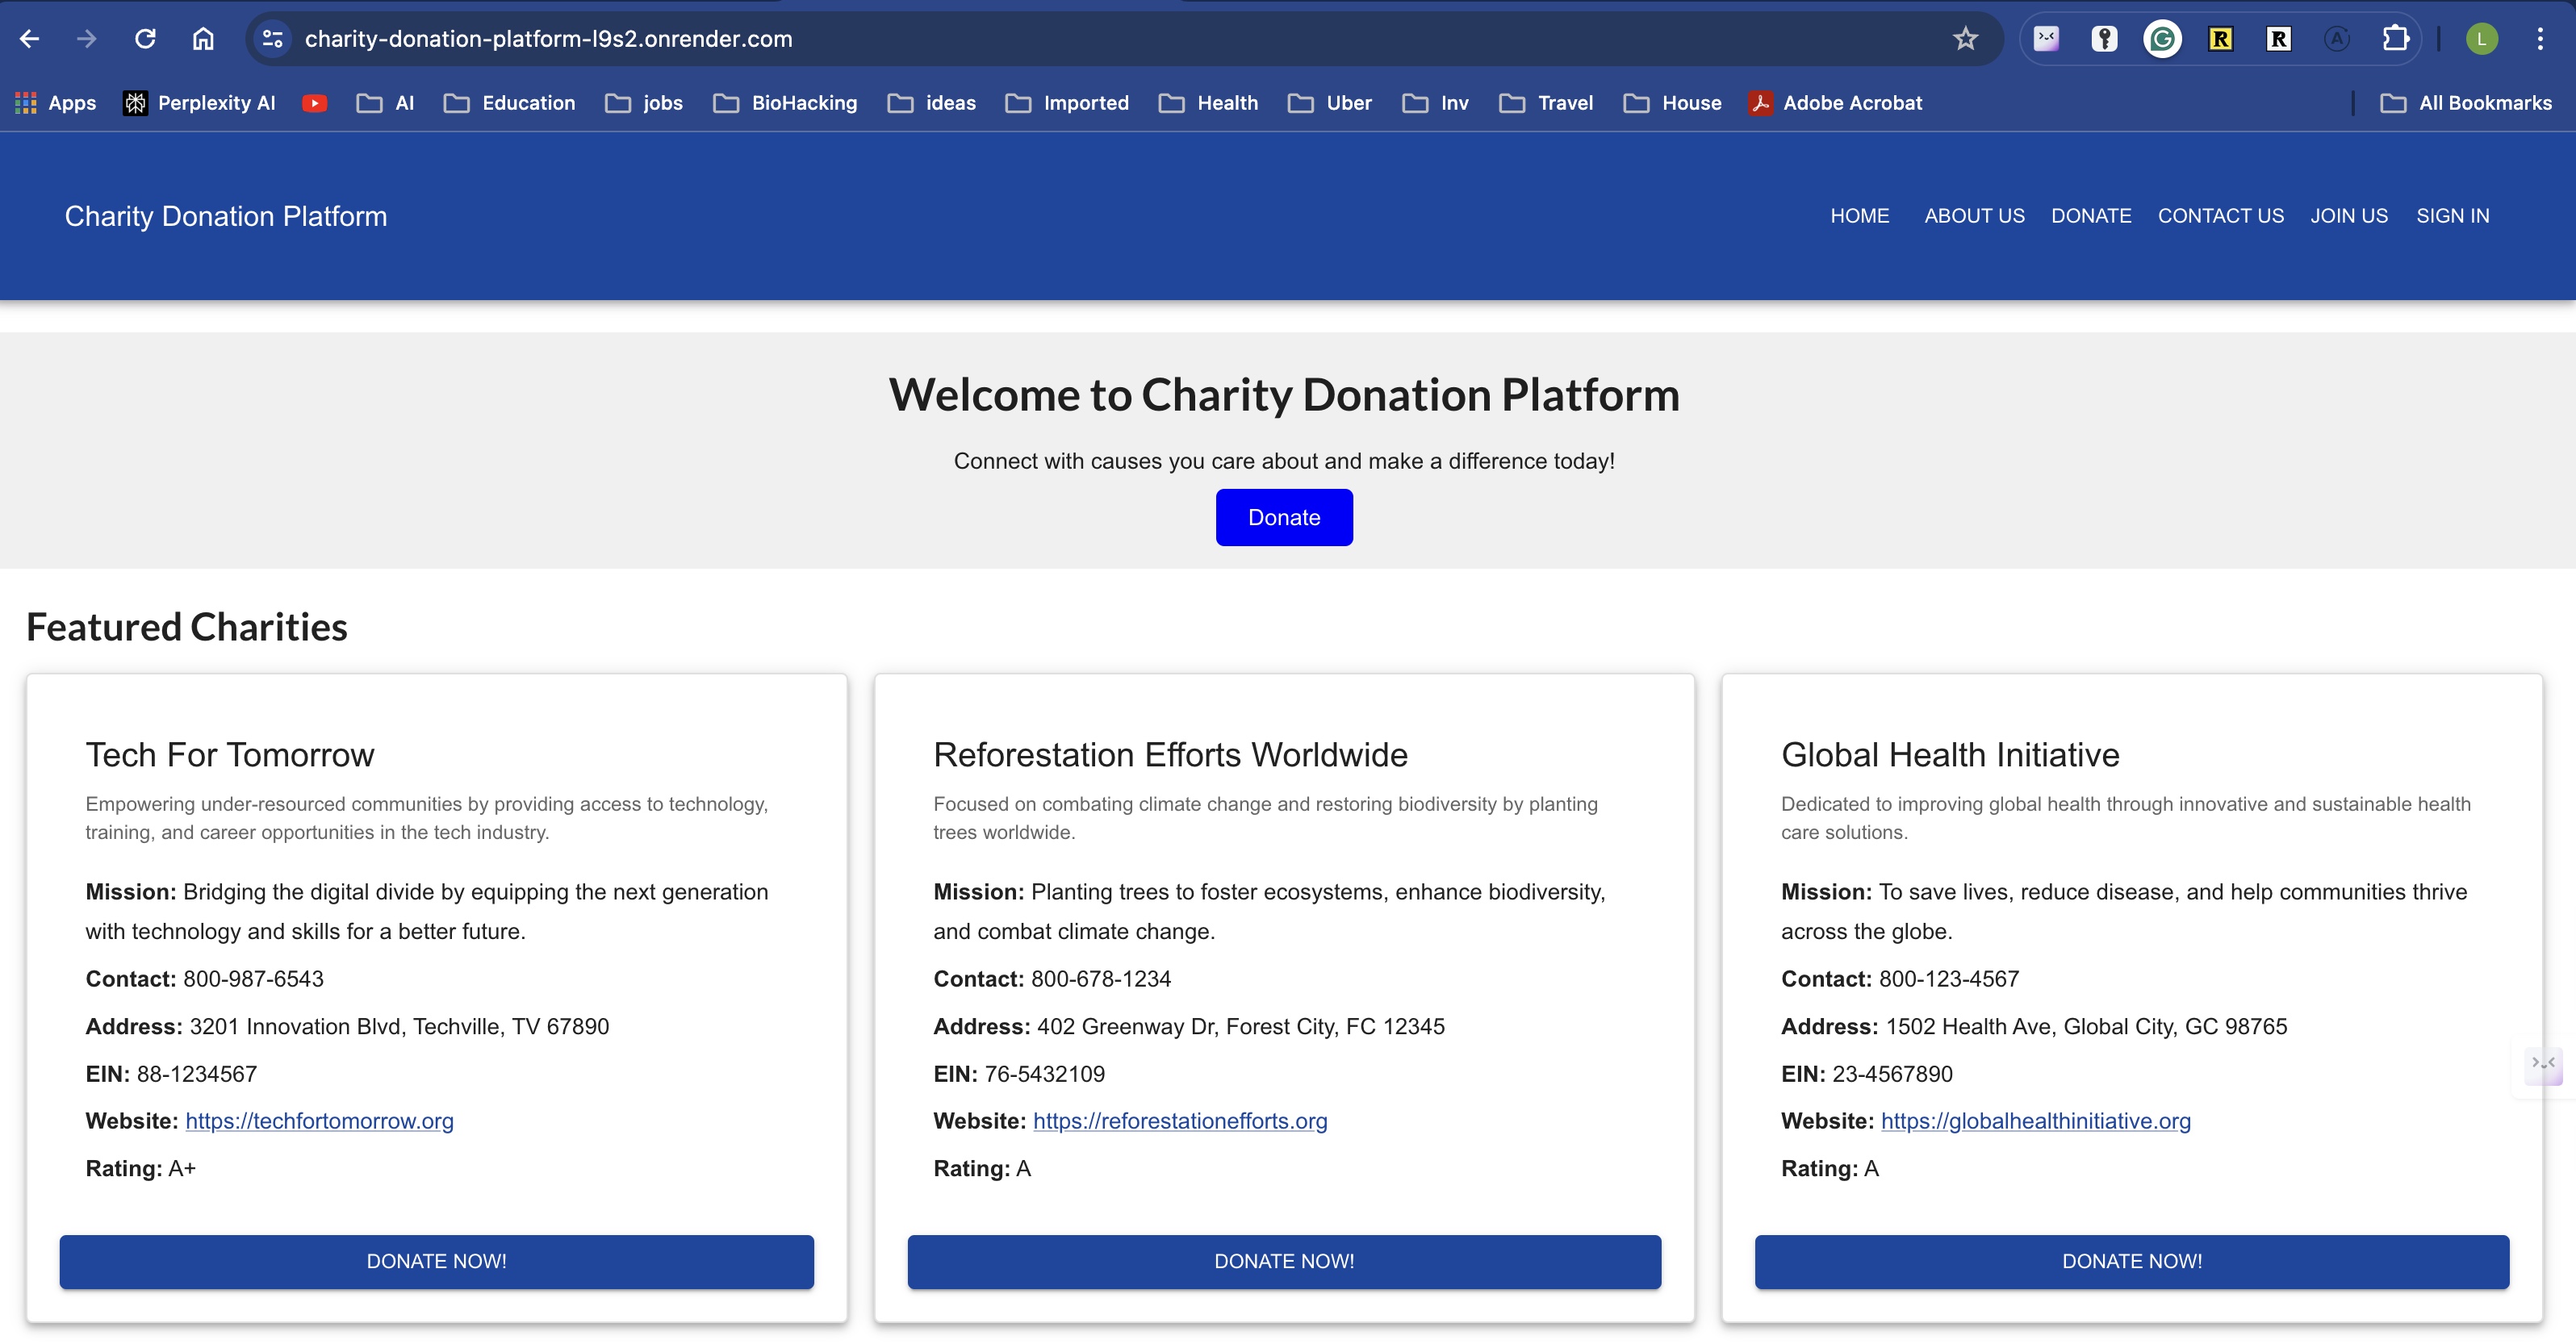 charity-donation-platform-l9s2.onrender.com
L
Apps Perplexity AI AI Education jobs BioHacking ideas Imported Health Uber Inv Travel House Adobe Acrobat All Bookmarks
Charity Donation Platform
HOME ABOUT US DONATE CONTACT US JOIN US SIGN IN
Welcome to Charity Donation Platform
Connect with causes you care about and make a difference today!
Donate
Featured Charities
Tech For Tomorrow
Empowering under-resourced communities by providing access to technology,
training, and career opportunities in the tech industry.
Mission: Bridging the digital divide by equipping the next generation
with technology and skills for a better future.
Contact: 800-987-6543
Address: 3201 Innovation Blvd, Techville, TV 67890
EIN: 88-1234567
Website: https://techfortomorrow.org
Rating: A+
DONATE NOW!
Reforestation Efforts Worldwide
Focused on combating climate change and restoring biodiversity by planting
trees worldwide.
Mission: Planting trees to foster ecosystems, enhance biodiversity,
and combat climate change.
Contact: 800-678-1234
Address: 402 Greenway Dr, Forest City, FC 12345
EIN: 76-5432109
Website: https://reforestationefforts.org
Rating: A
DONATE NOW!
Global Health Initiative
Dedicated to improving global health through innovative and sustainable health
care solutions.
Mission: To save lives, reduce disease, and help communities thrive
across the globe.
Contact: 800-123-4567
Address: 1502 Health Ave, Global City, GC 98765
EIN: 23-4567890
Website: https://globalhealthinitiative.org
Rating: A
DONATE NOW!